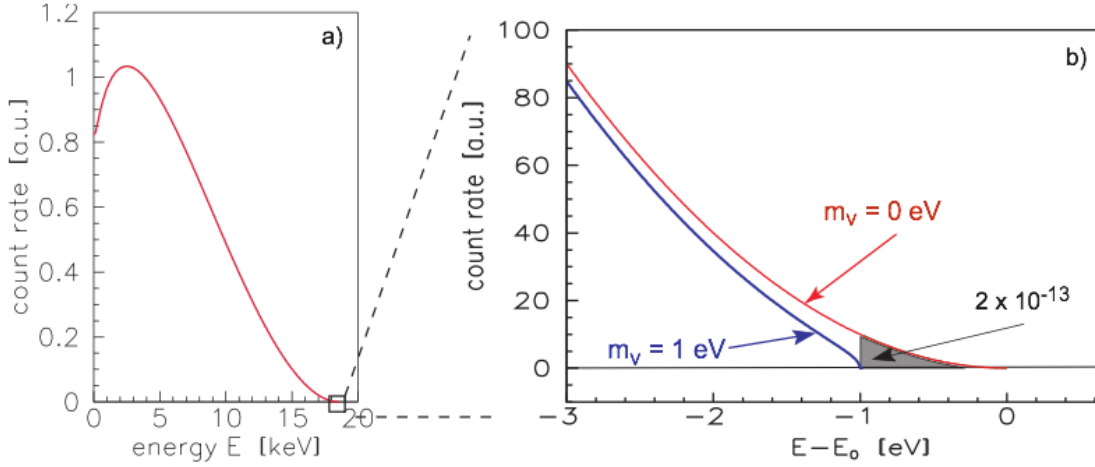 a)
1.2
1
0.8
0.6
0.4
0.2
0
0 5 10 15 20
energy E [keV]
count rate [a.u.]
b)
100
80
60
40
20
0
-3 -2 -1 0
E-E₀ [eV]
count rate [a.u.]
mᵥ = 0 eV
2 x 10⁻¹³
mᵥ = 1 eV